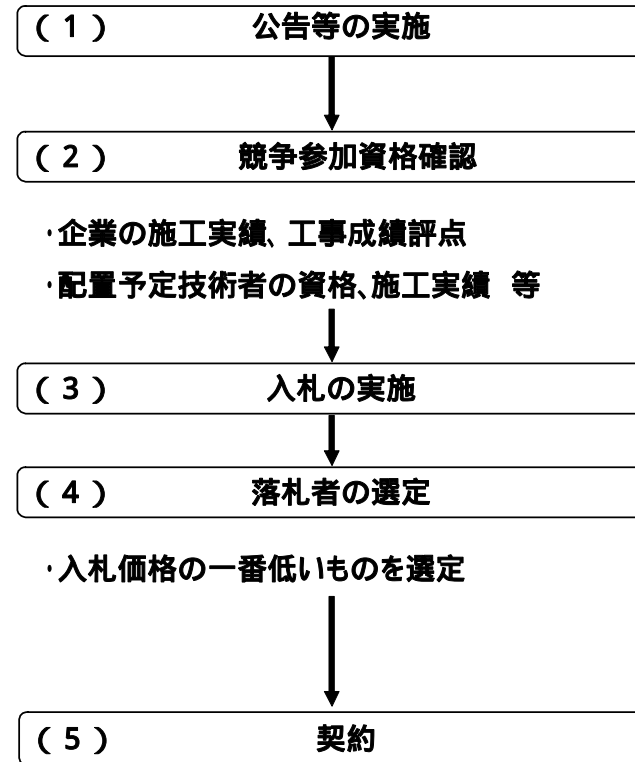 (1) 公告等の実施
(2) 競争参加資格確認
・企業の施工実績、工事成績評点
・配置予定技術者の資格、施工実績 等
(3) 入札の実施
(4) 落札者の選定
・入札価格の一番低いものを選定
(5) 契約